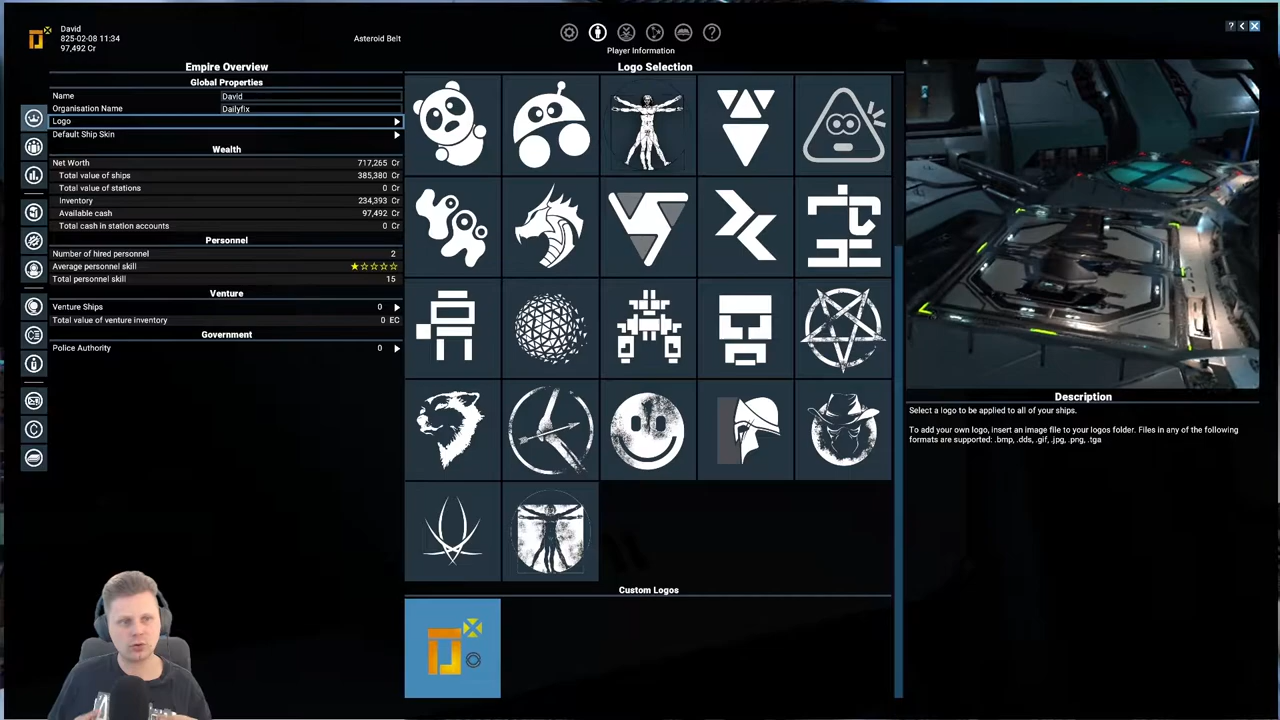 David
825-02-08 11:34
97,492 Cr
Asteroid Belt
Player Information
Empire Overview
Global Properties
Name David
Organisation Name Dailyfix
Logo
Default Ship Skin
Wealth
Net Worth 717,265 Cr
Total value of ships 385,380 Cr
Total value of stations 0 Cr
Inventory 234,393 Cr
Available cash 97,492 Cr
Total cash in station accounts 0 Cr
Personnel
Number of hired personnel 2
Average personnel skill ★☆☆☆☆
Total personnel skill 15
Venture
Venture Ships 0
Total value of venture inventory 0 EC
Government
Police Authority 0
Logo Selection
Custom Logos
Description
Select a logo to be applied to all of your ships.
To add your own logo, insert an image file to your logos folder. Files in any of the following
formats are supported: .bmp, .dds, .gif, .jpg, .png, .tga